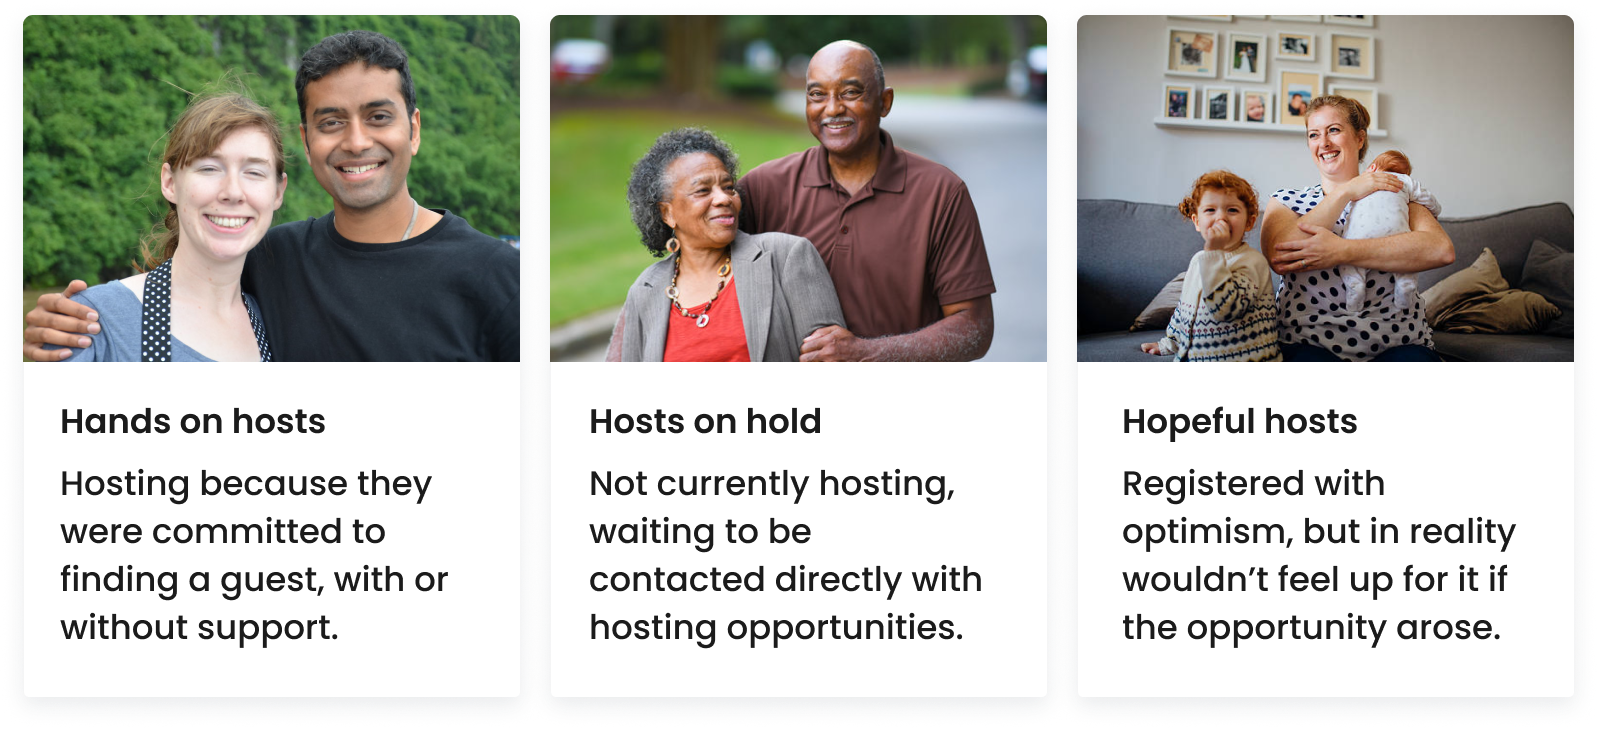 Hands on hosts
Hosting because they
were committed to
finding a guest, with or
without support.
Hosts on hold
Not currently hosting,
waiting to be
contacted directly with
hosting opportunities.
Hopeful hosts
Registered with
optimism, but in reality
wouldn’t feel up for it if
the opportunity arose.